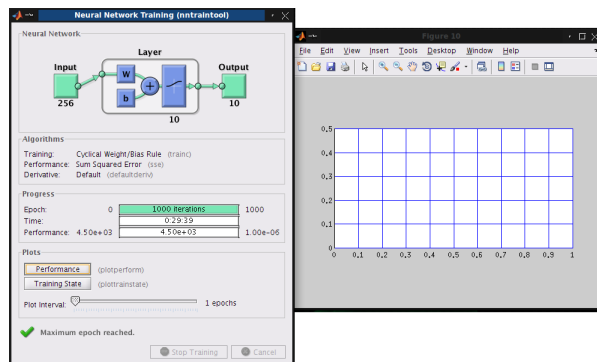 Neural Network Training (nntraintool)
Neural Network
Layer
Input
Output
W
b
+
256
10
10
Algorithms
Training: Cyclical Weight/Bias Rule (trainc)
Performance: Sum Squared Error (sse)
Derivative: Default (defaultderiv)
Progress
Epoch: 0 1000 iterations 1000
Time: 0:29:39
Performance: 4.50e+03 4.50e+03 1.00e-06
Plots
Performance (plotperform)
Training State (plottrainstate)
Plot Interval: 1 epochs
Maximum epoch reached.
Stop Training Cancel
Figure 10
File Edit View Insert Tools Desktop Window Help
0.5
0.4
0.3
0.2
0.1
0
0 0.1 0.2 0.3 0.4 0.5 0.6 0.7 0.8 0.9 1